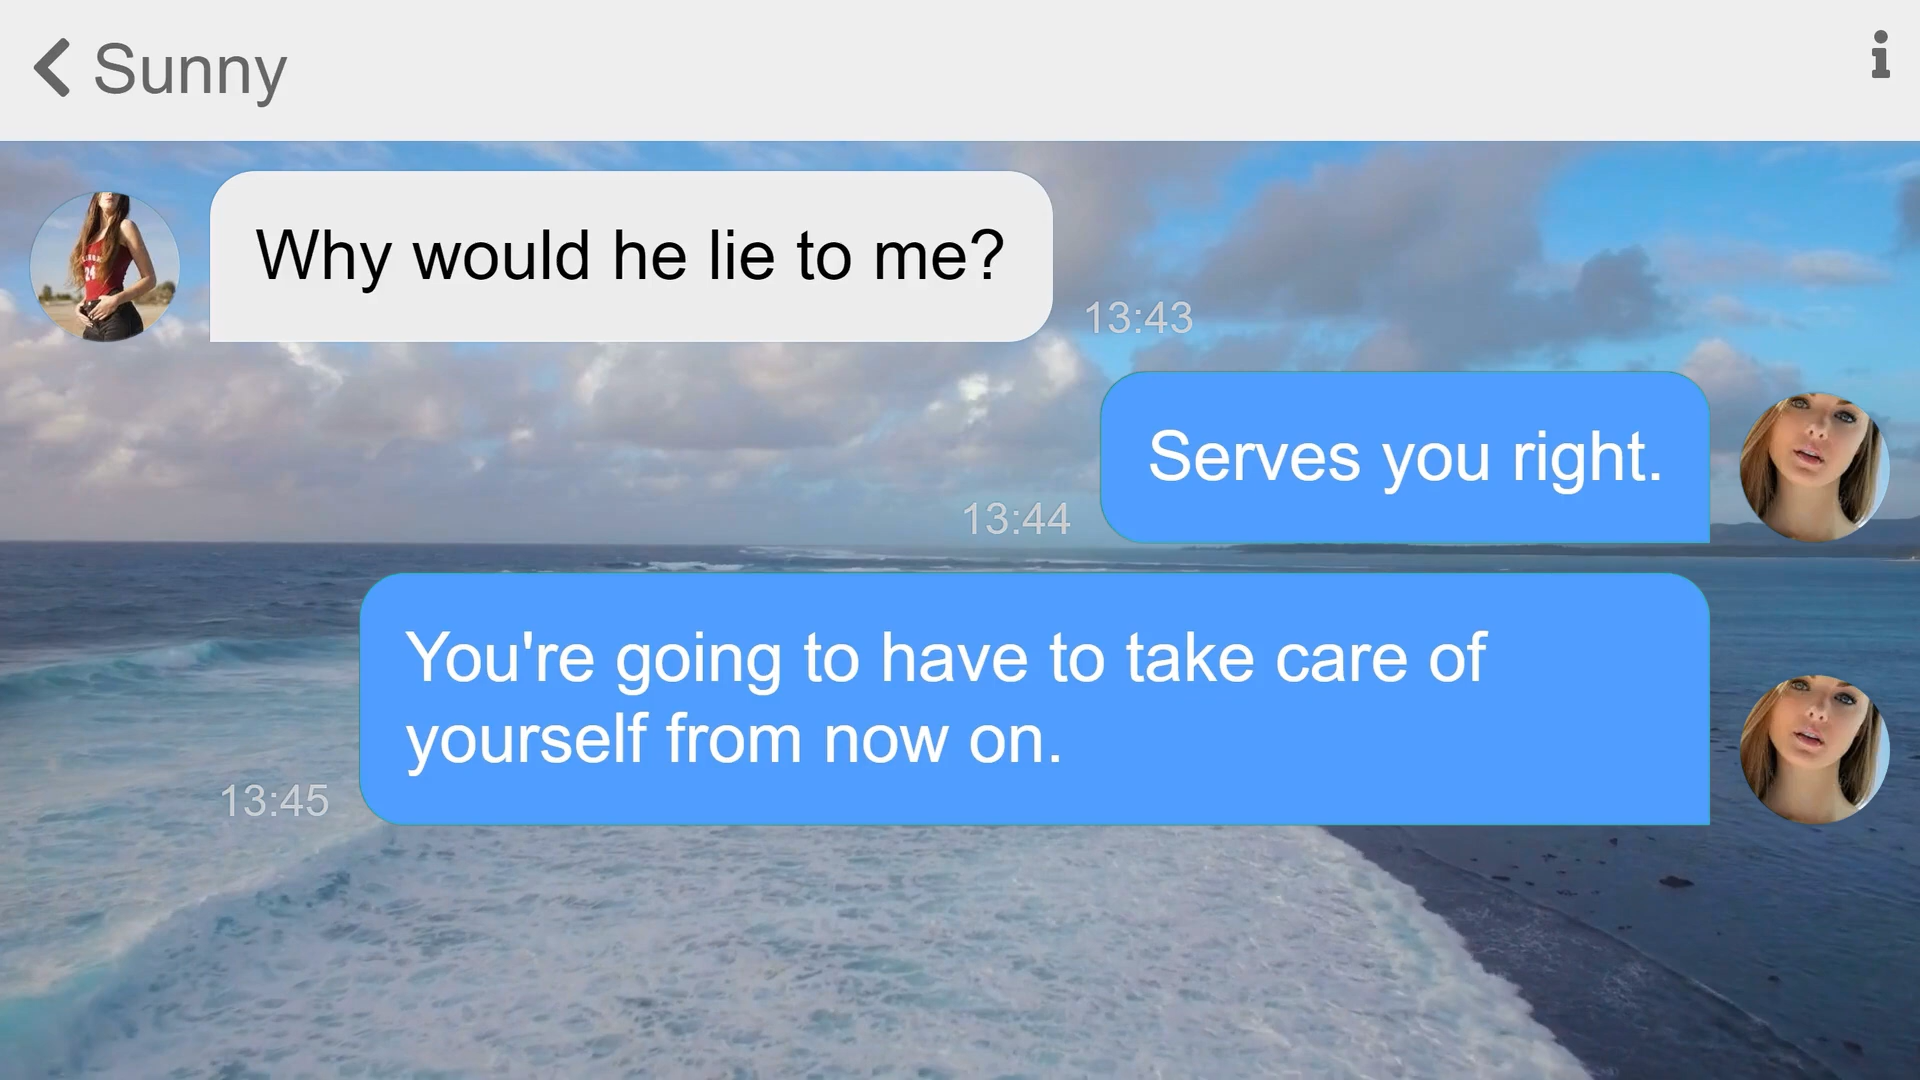 Sunny
Why would he lie to me?
13:43
Serves you right.
13:44
You're going to have to take care of
yourself from now on.
13:45